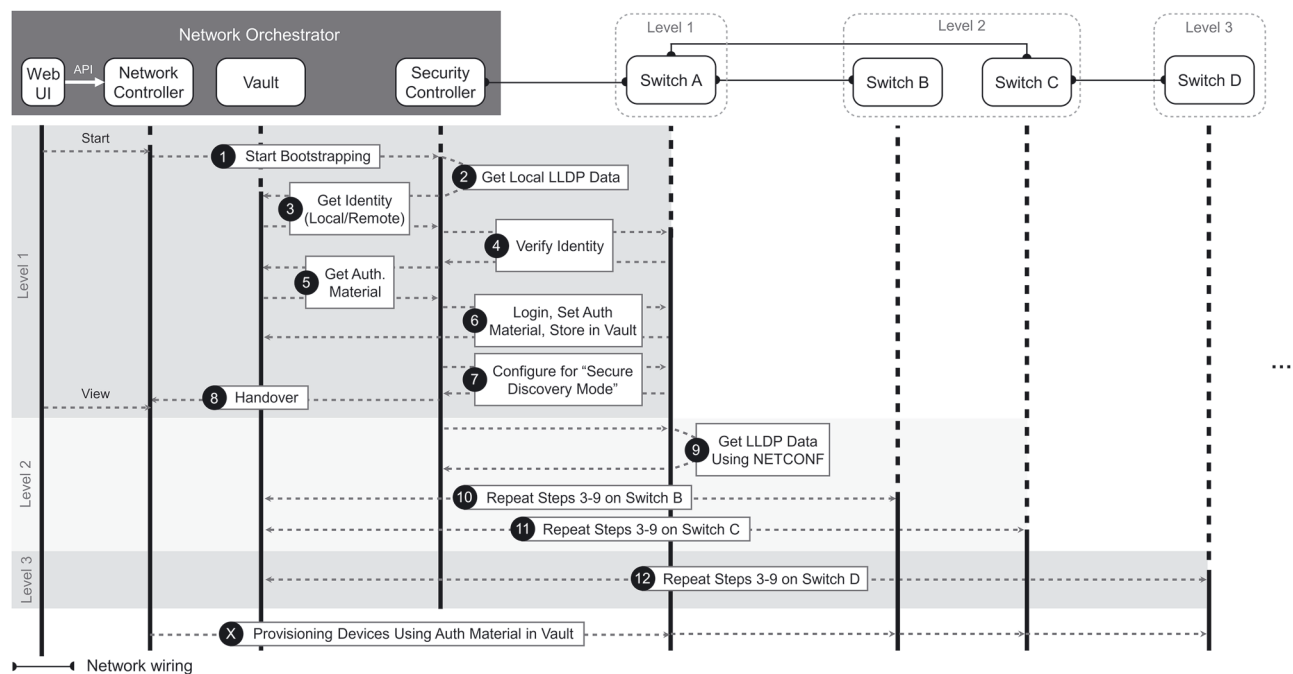 Network Orchestrator
Web
UI
API
Network
Controller
Vault
Security
Controller
Level 1
Switch A
Level 2
Switch B
Switch C
Level 3
Switch D
Level 1
Start
1 Start Bootstrapping
2 Get Local LLDP Data
3 Get Identity
(Local/Remote)
4 Verify Identity
5 Get Auth.
Material
6 Login, Set Auth
Material, Store in Vault
7 Configure for “Secure
Discovery Mode”
View
8 Handover
...
Level 2
9 Get LLDP Data
Using NETCONF
10 Repeat Steps 3-9 on Switch B
11 Repeat Steps 3-9 on Switch C
Level 3
12 Repeat Steps 3-9 on Switch D
X Provisioning Devices Using Auth Material in Vault
Network wiring